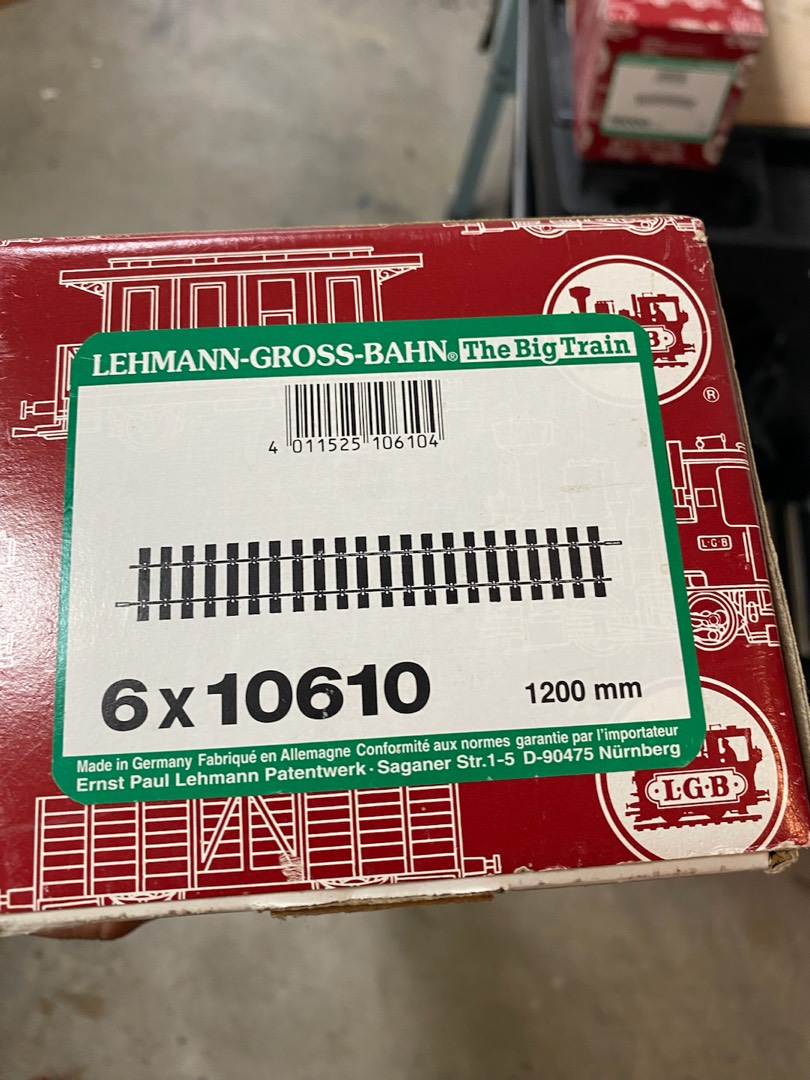 LEHMANN-GROSS-BAHN® The Big Train
4 011525 106104
6 x 10610
1200 mm
Made in Germany Fabriqué en Allemagne Conformité aux normes garantie par l'importateur
Ernst Paul Lehmann Patentwerk · Saganer Str.1-5 D-90475 Nürnberg
B·
®
LGB
·L·G·B·